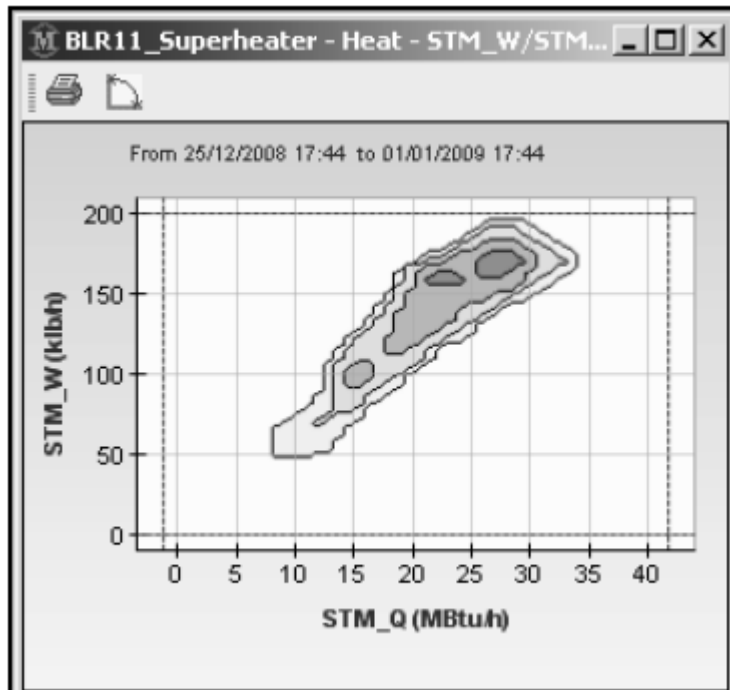 BLR11_Superheater - Heat - STM_W/STM...
From 25/12/2008 17:44 to 01/01/2009 17:44
200
150
100
50
0
STM_W (klb/h)
0 5 10 15 20 25 30 35 40
STM_Q (MBtu/h)